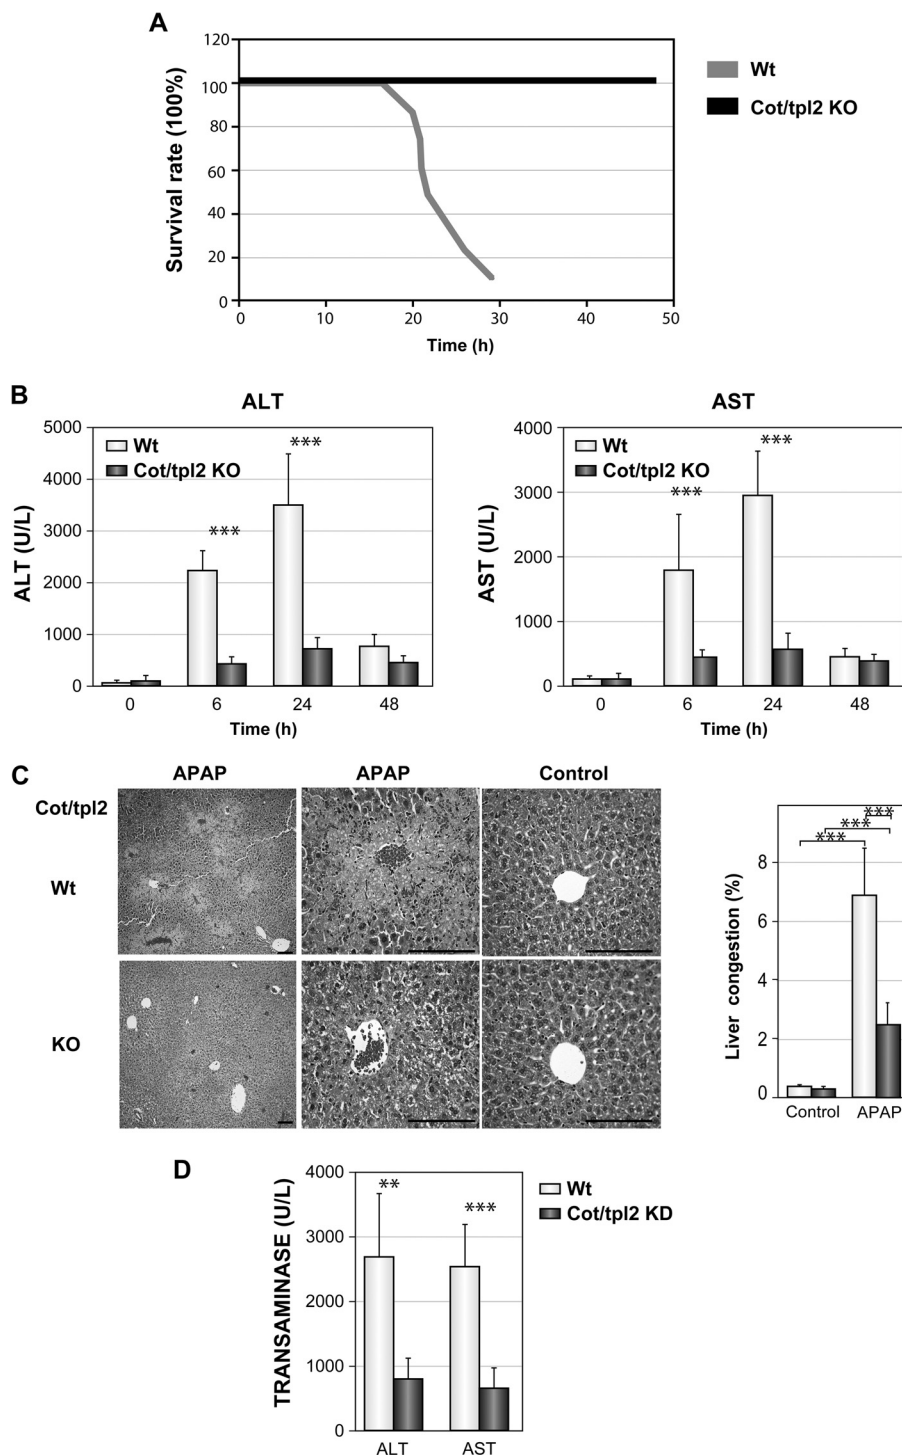 A
120
100
80
60
40
20
0
0 10 20 30 40 50
Survival rate (100%)
Time (h)
Wt
Cot/tpl2 KO
B
ALT
5000
4000
3000
2000
1000
0
ALT (U/L)
Wt
Cot/tpl2 KO
***
***
0 6 24 48
Time (h)
AST
4000
3000
2000
1000
0
AST (U/L)
Wt
Cot/tpl2 KO
***
***
0 6 24 48
Time (h)
C
APAP APAP Control
Cot/tpl2
Wt
KO
***
***
***
8
6
4
2
0
Liver congestion (%)
Control APAP
D
4000
3000
2000
1000
0
TRANSAMINASE (U/L)
**
***
Wt
Cot/tpl2 KD
ALT AST